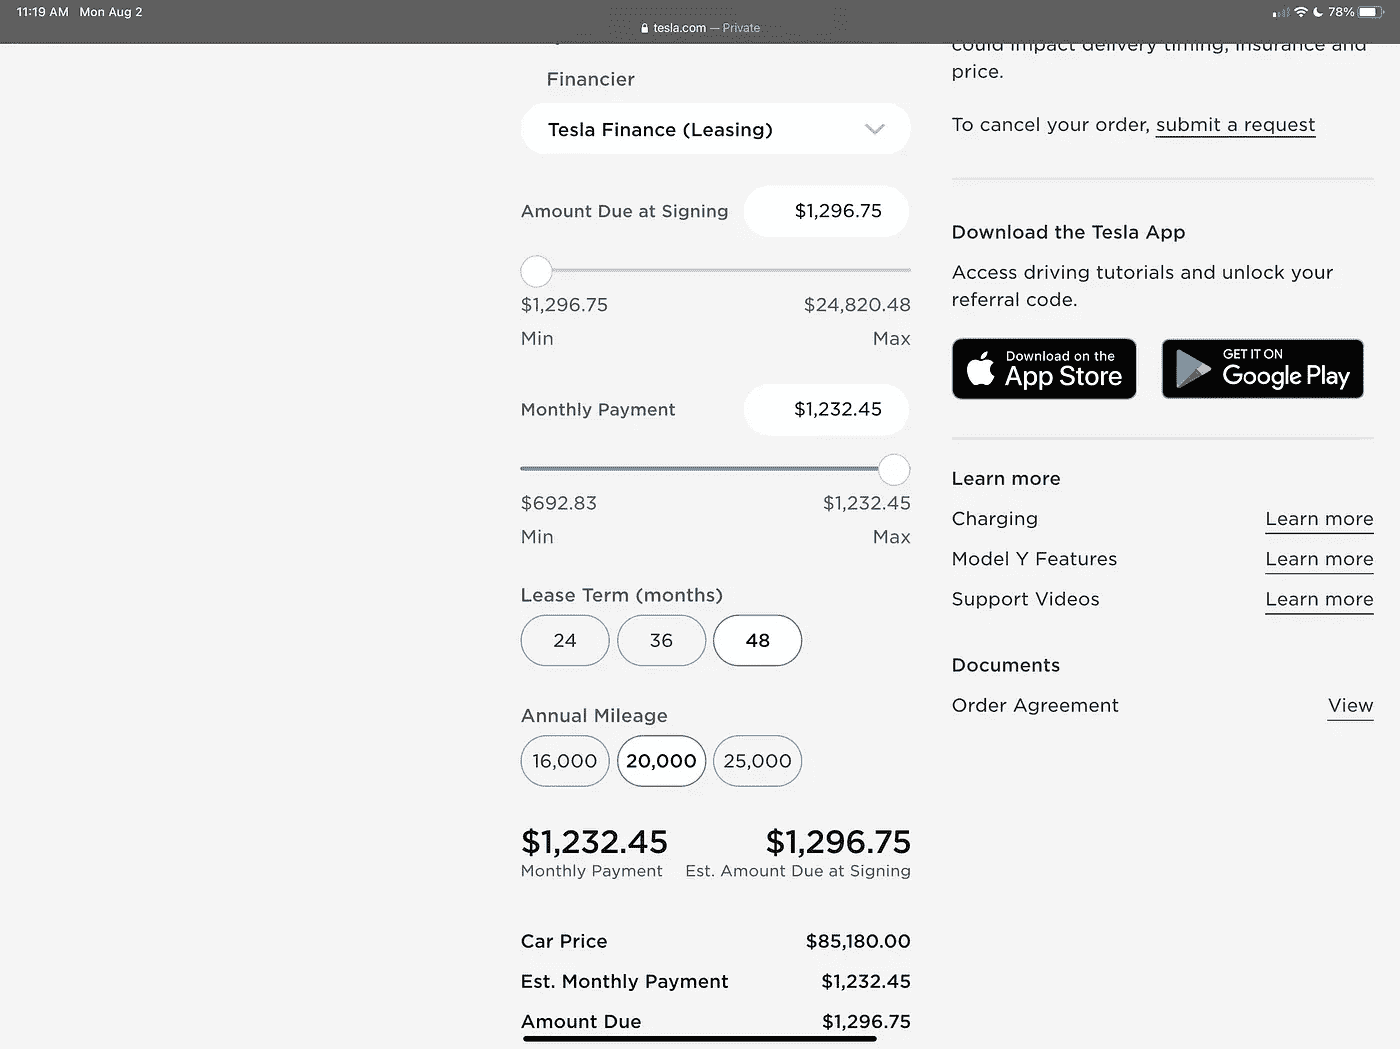 11:19 AM Mon Aug 2
78%
tesla.com — Private
Financier
Tesla Finance (Leasing)
Amount Due at Signing $1,296.75
$1,296.75 $24,820.48
Min Max
Monthly Payment $1,232.45
$692.83 $1,232.45
Min Max
Lease Term (months)
24 36 48
Annual Mileage
16,000 20,000 25,000
$1,232.45 $1,296.75
Monthly Payment Est. Amount Due at Signing
Car Price $85,180.00
Est. Monthly Payment $1,232.45
Amount Due $1,296.75
could impact delivery timing, insurance and
price.
To cancel your order, submit a request
Download the Tesla App
Access driving tutorials and unlock your
referral code.
Download on the
App Store
GET IT ON
Google Play
Learn more
Charging Learn more
Model Y Features Learn more
Support Videos Learn more
Documents
Order Agreement View